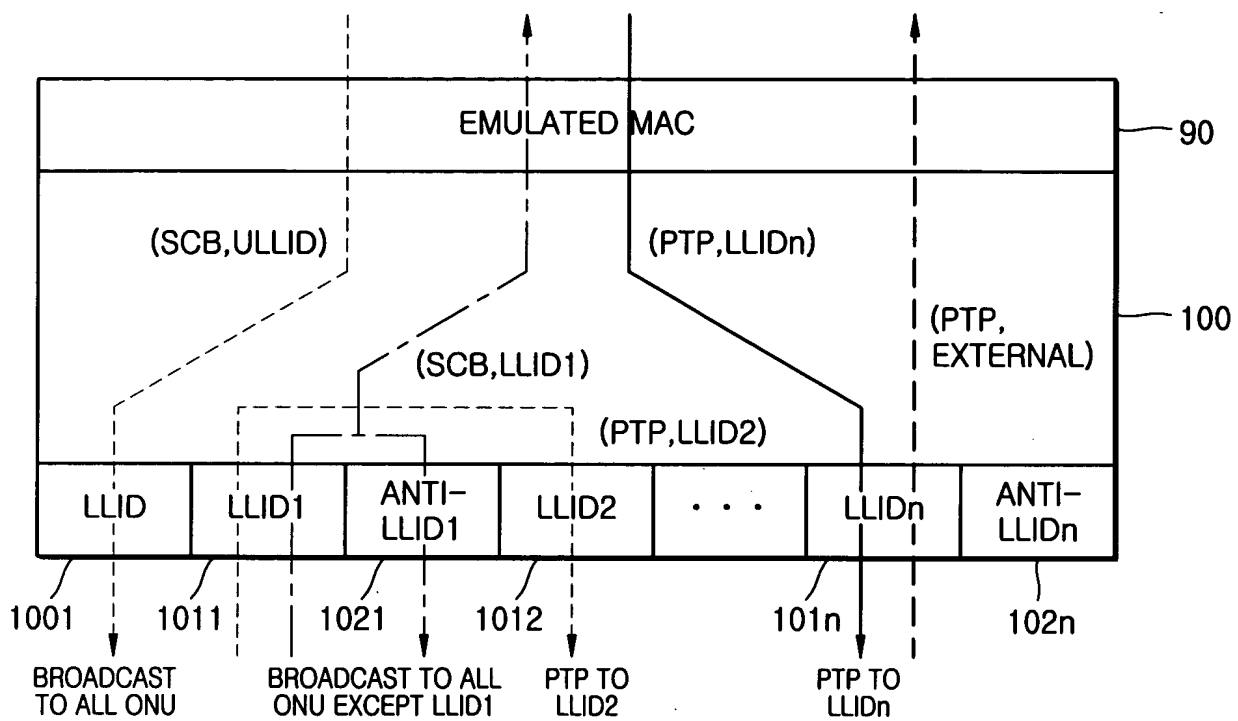 EMULATED MAC
90
(SCB,ULLID)
(PTP,LLIDn)
(PTP,
EXTERNAL)
100
(SCB,LLID1)
(PTP,LLID2)
LLID
LLID1
ANTI-
LLID1
LLID2
· · ·
LLIDn
ANTI-
LLIDn
1001
1011
1021
1012
101n
102n
BROADCAST
TO ALL ONU
BROADCAST TO ALL
ONU EXCEPT LLID1
PTP TO
LLID2
PTP TO
LLIDn